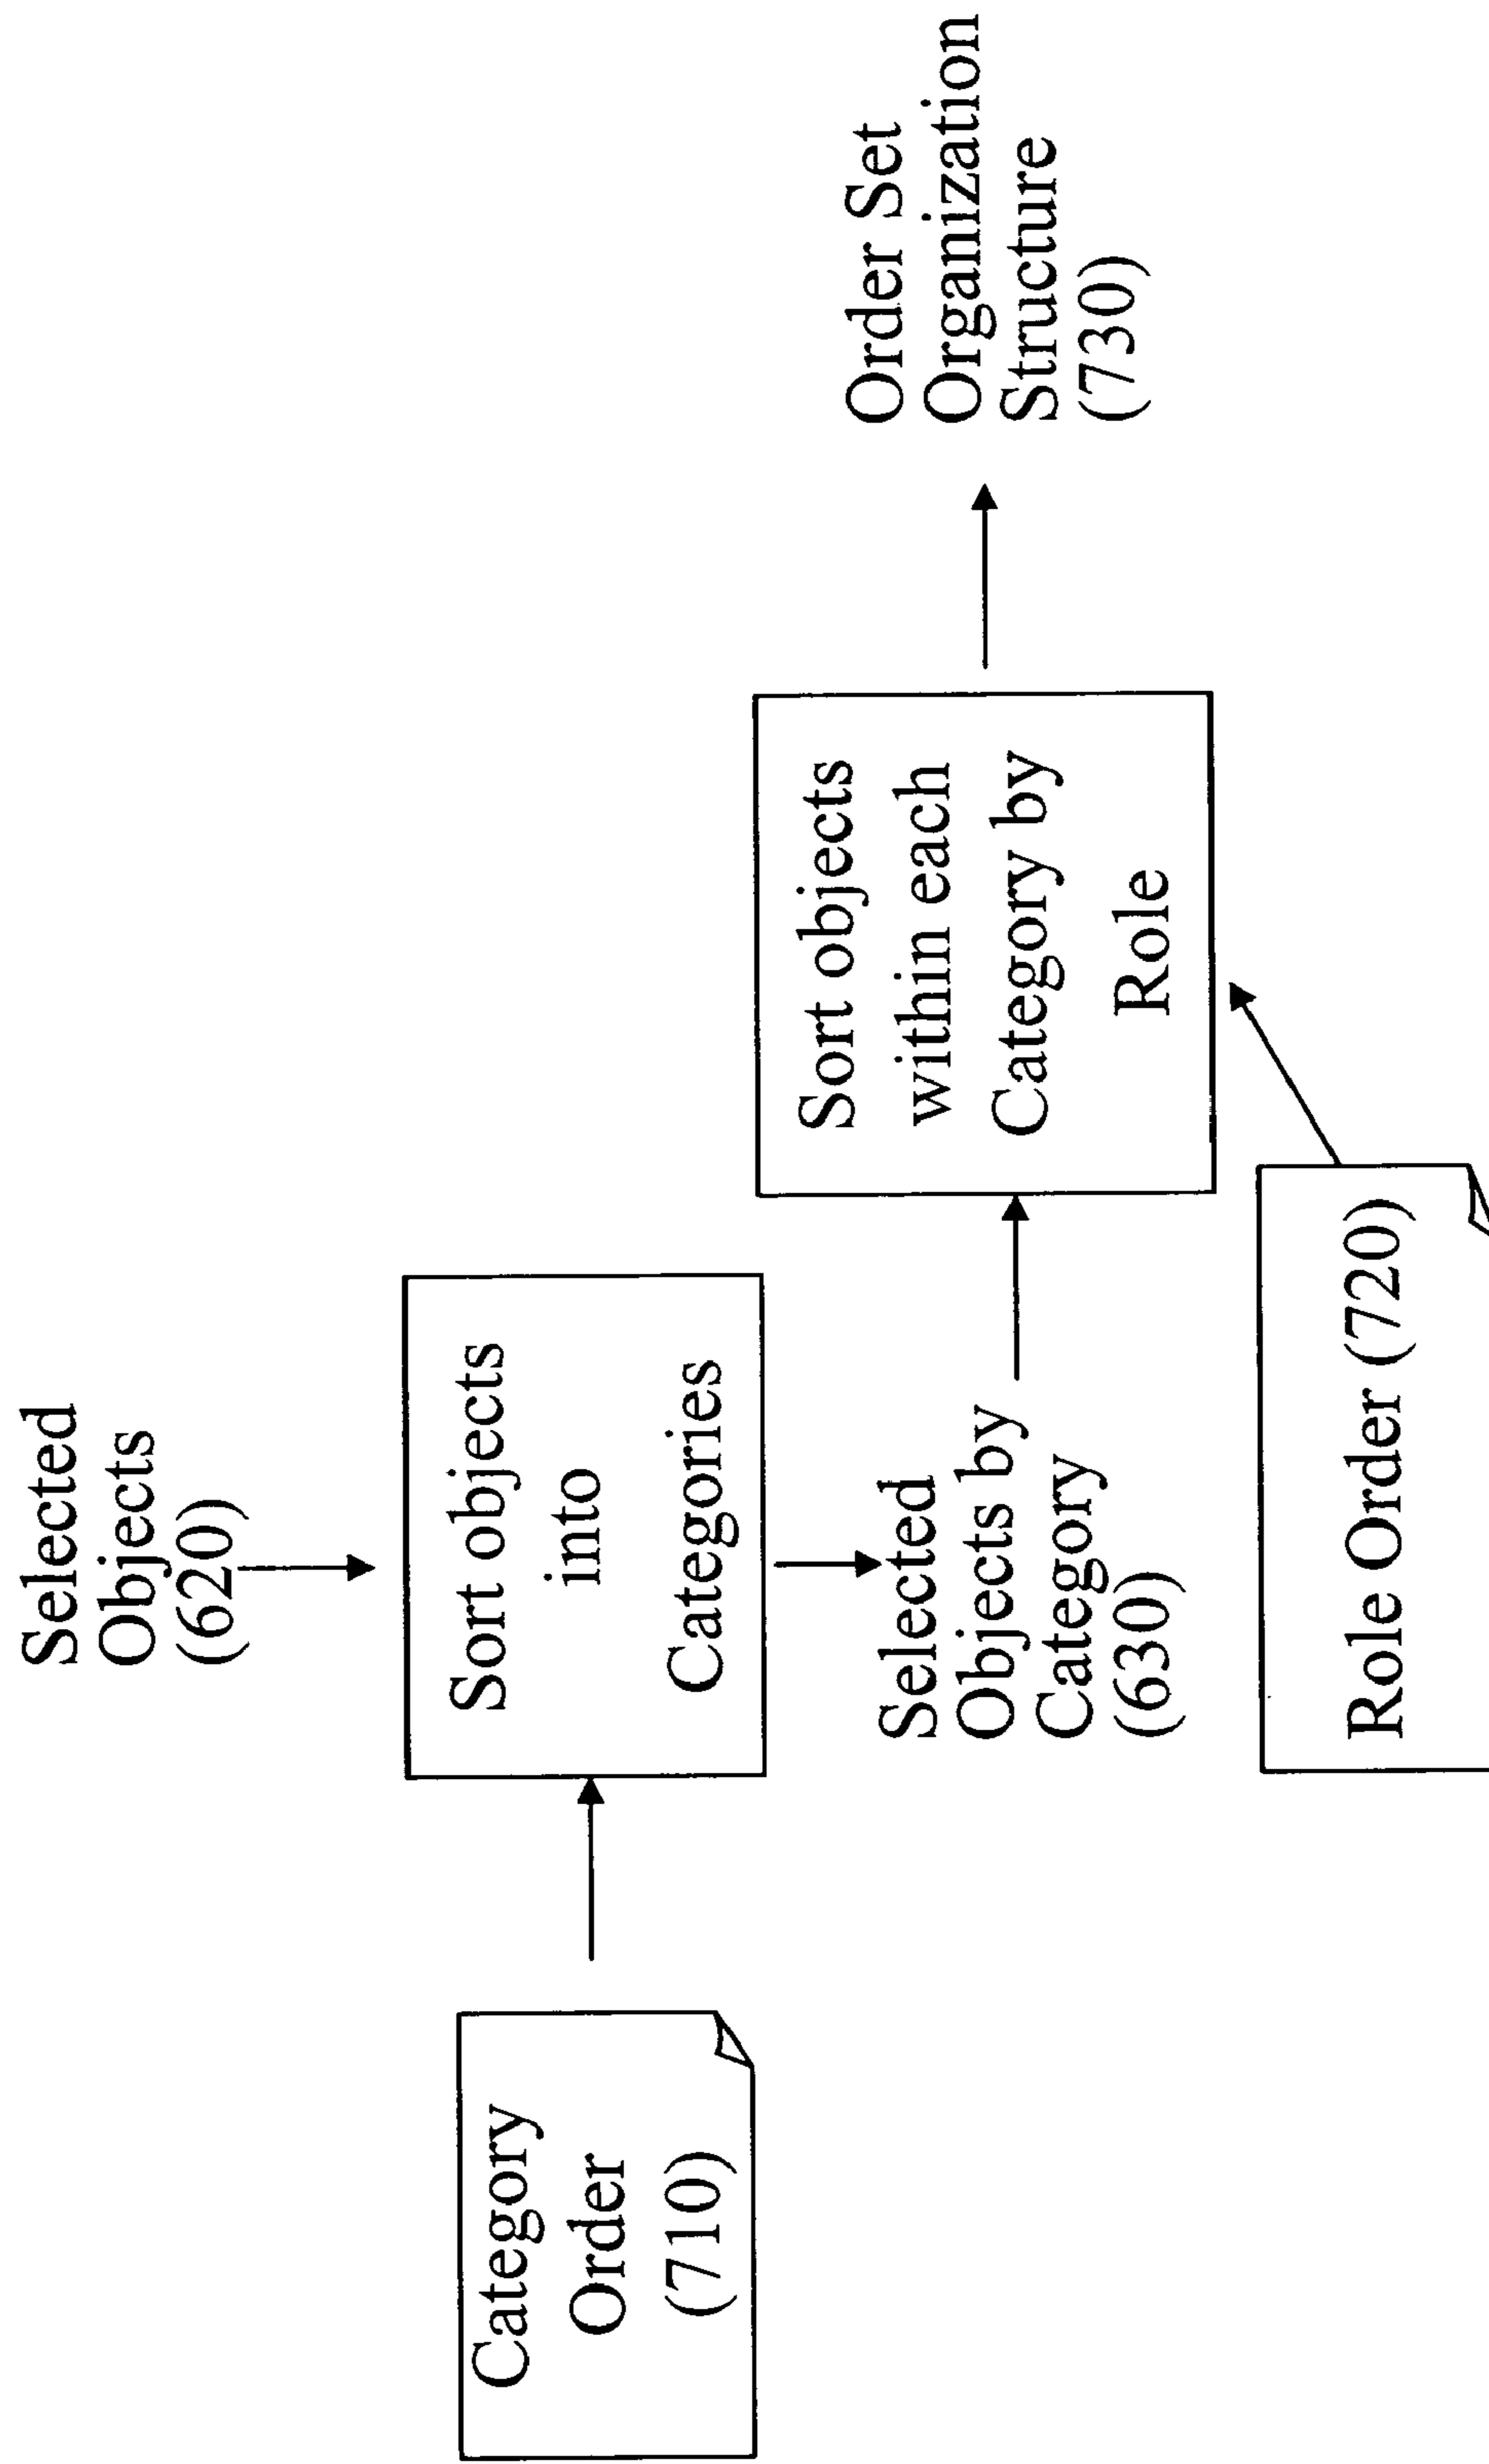 Selected
Objects
(620)
Category
Order
(710)
Sort objects
into
Categories
Selected
Objects by
Category
(630)
Sort objects
within each
Category by
Role
Role Order (720)
Order Set
Organization
Structure
(730)